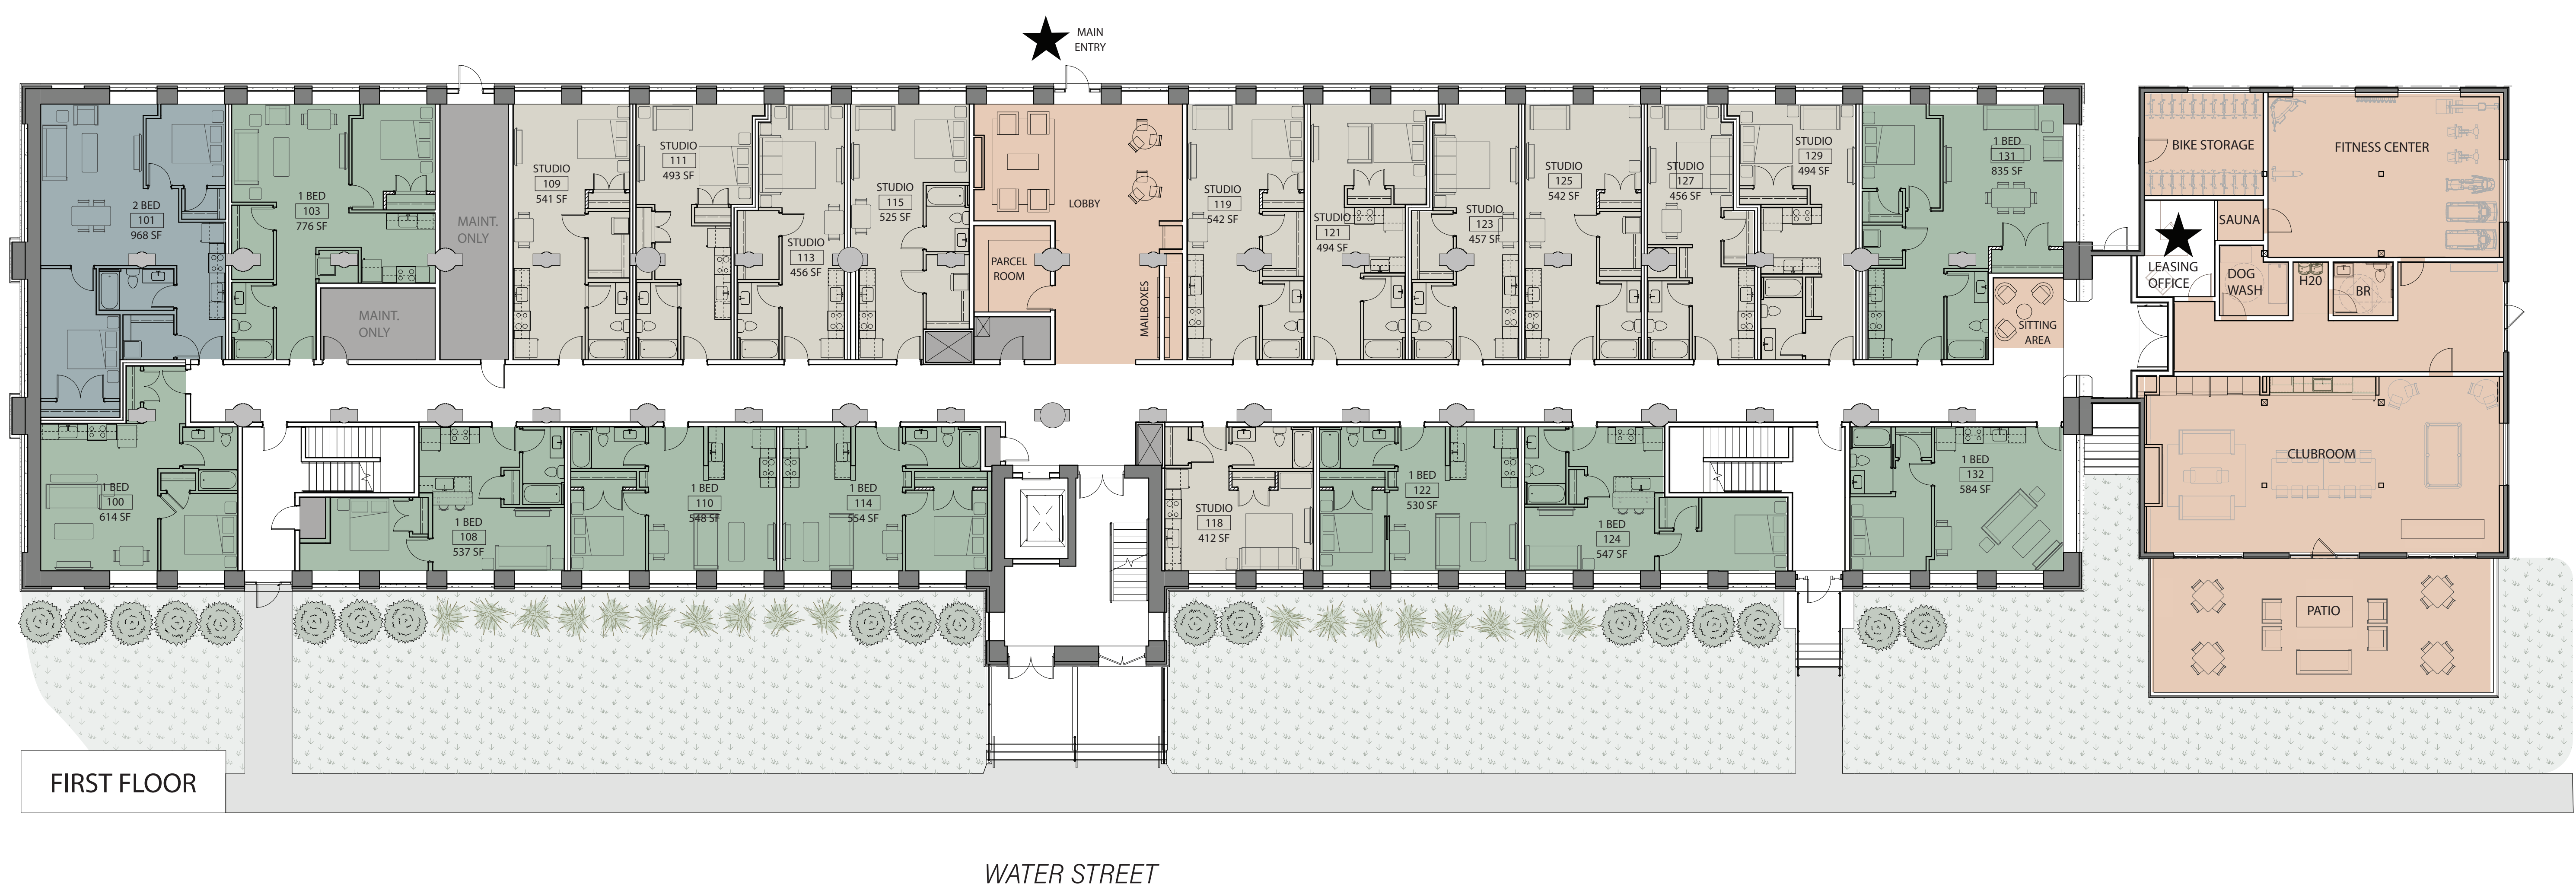 MAIN
ENTRY
2 BED
101
968 SF
1 BED
103
776 SF
MAINT.
ONLY
MAINT.
ONLY
STUDIO
109
541 SF
STUDIO
111
493 SF
STUDIO
113
456 SF
STUDIO
115
525 SF
LOBBY
PARCEL
ROOM
MAILBOXES
STUDIO
119
542 SF
STUDIO
121
494 SF
STUDIO
123
457 SF
STUDIO
125
542 SF
STUDIO
127
456 SF
STUDIO
129
494 SF
1 BED
131
835 SF
SITTING
AREA
BIKE STORAGE
FITNESS CENTER
SAUNA
LEASING
OFFICE
DOG
WASH
H20
BR
CLUBROOM
PATIO
1 BED
100
614 SF
1 BED
108
537 SF
1 BED
110
548 SF
1 BED
114
554 SF
STUDIO
118
412 SF
1 BED
122
530 SF
1 BED
124
547 SF
1 BED
132
584 SF
FIRST FLOOR
WATER STREET